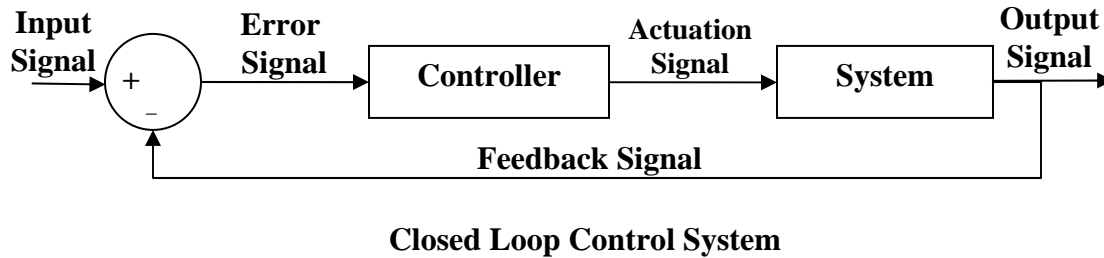 Input
Signal
Error
Signal
Controller
Actuation
Signal
System
Output
Signal
+
−
Feedback Signal
Closed Loop Control System